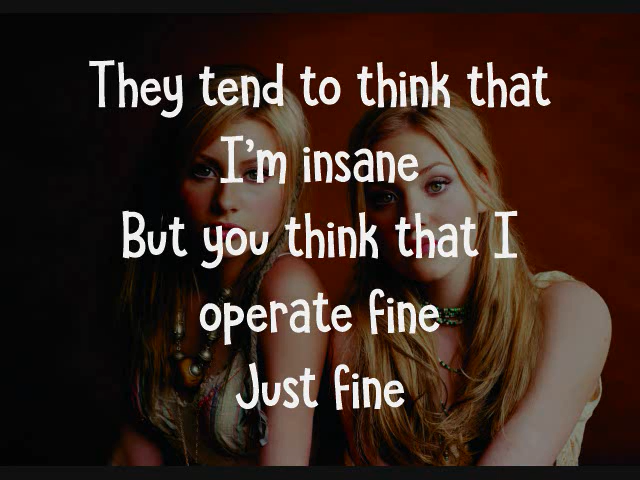 They tend to think that
I'm insane
But you think that I
operate fine
Just fine